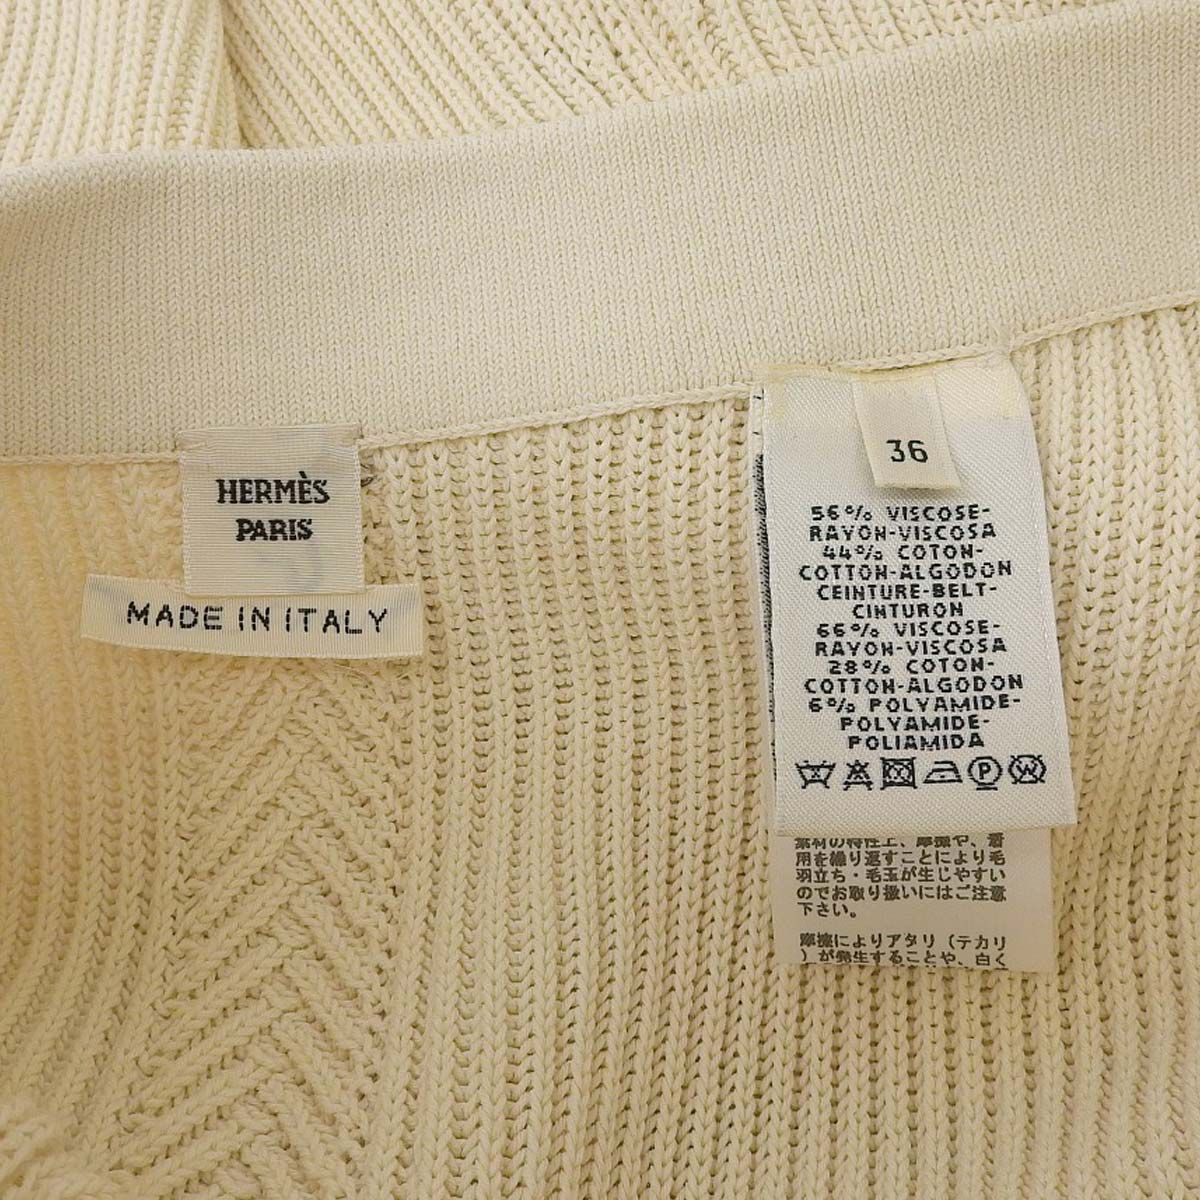 HERMÈS
PARIS
MADE IN ITALY
36
56% VISCOSE-
RAYON-VISCOSA
44% COTON-
COTTON-ALGODON
CEINTURE-BELT-
CINTURON
66% VISCOSE-
RAYON-VISCOSA
28% COTON-
COTTON-ALGODON
6% POLYAMIDE-
POLYAMIDE-
POLIAMIDA
P
W
素材の特性上、摩擦や、着
用を繰り返すことにより毛
羽立ち・毛玉が生じやすい
のでお取り扱いにはご注意
下さい。
摩擦によりアタリ（テカリ
）が発生することや、白く